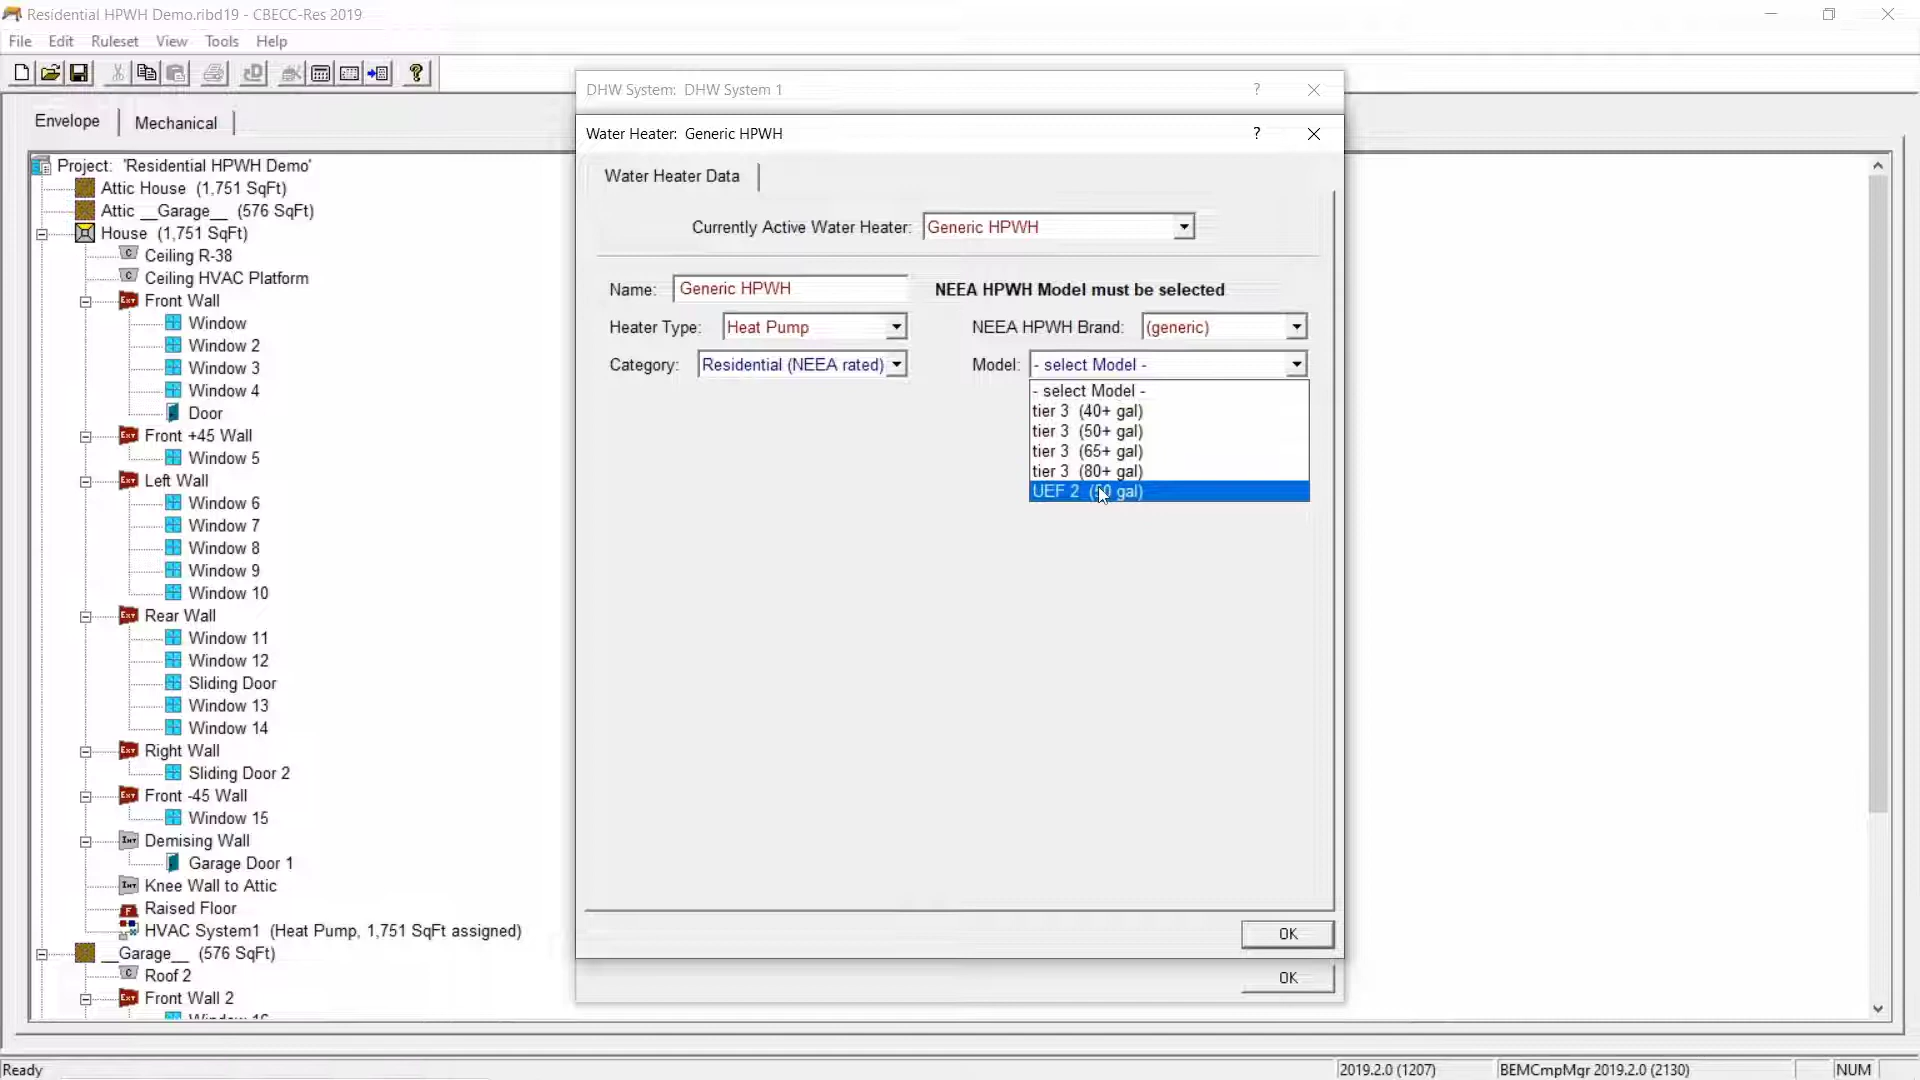 Residential HPWH Demo.ribd19 - CBECC-Res 2019
File Edit Ruleset View Tools Help
Envelope
Mechanical
Project: 'Residential HPWH Demo'
Attic House (1,751 SqFt)
Attic __Garage__ (576 SqFt)
House (1,751 SqFt)
Ceiling R-38
Ceiling HVAC Platform
Front Wall
Window
Window 2
Window 3
Window 4
Door
Front +45 Wall
Window 5
Left Wall
Window 6
Window 7
Window 8
Window 9
Window 10
Rear Wall
Window 11
Window 12
Sliding Door
Window 13
Window 14
Right Wall
Sliding Door 2
Front -45 Wall
Window 15
Demising Wall
Garage Door 1
Knee Wall to Attic
Raised Floor
HVAC System1 (Heat Pump, 1,751 SqFt assigned)
__Garage__ (576 SqFt)
Roof 2
Front Wall 2
Window 16
DHW System: DHW System 1
?
Water Heater: Generic HPWH
?
Water Heater Data
Currently Active Water Heater: Generic HPWH
Name: Generic HPWH
NEEA HPWH Model must be selected
Heater Type: Heat Pump
NEEA HPWH Brand: (generic)
Category: Residential (NEEA rated)
Model: - select Model -
- select Model -
tier 3 (40+ gal)
tier 3 (50+ gal)
tier 3 (65+ gal)
tier 3 (80+ gal)
UEF 2 (50 gal)
OK
OK
Ready
2019.2.0 (1207)
BEMCmpMgr 2019.2.0 (2130)
NUM